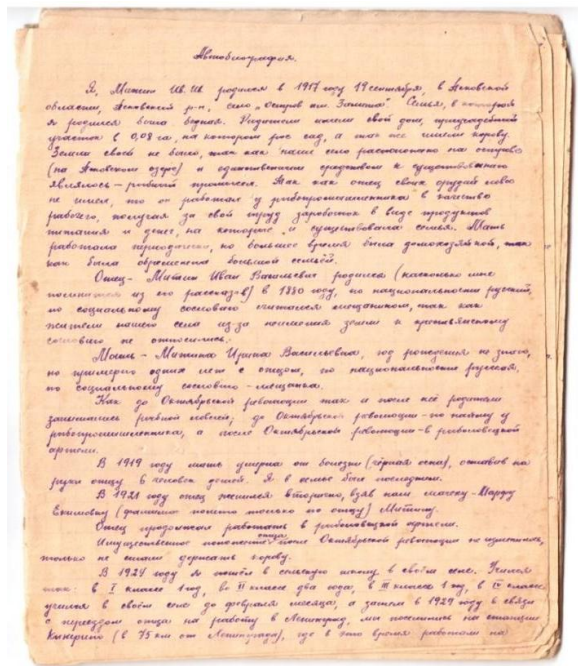 Автобиография.
Я, Митин Ив. Ив. родился в 1917 году 19 сентября, в Псковской
области, Псковский р-н, село „Остров им. Залита“. Семья, в которой
я родился была бедная. Родители имели свой дом, приусадебный
участок в 0,08 га, на котором рос сад, а также имели корову.
Земли своей не было, так как наше село расположено на острове
(на Псковском озере) и единственным средством к существованию
являлось – рыбный промысел. Так как отец своих орудий лова
не имел, то он работал у рыбопромышленника в качестве
рабочего, получая за свой труд заработок в виде продуктов
питания и денег, на которые и существовала семья. Мать
работала периодически, но большее время была домохозяйкой, так
как была обременена большой семьёй.
Отец – Митин Иван Васильевич родился (насколько мне
помнится из его рассказов) в 1880 году, по национальности русский,
по социальному сословию считался мещанином, так как
жители нашего села из-за неимения земли к крестьянскому
сословию не относились.
Мать – Митина Ирина Васильевна, год рождения не знаю,
но примерно одних лет с отцом, по национальности русская,
по социальному сословию – мещанка.
Как до Октябрьской революции так и после неё родители
занимались рыбной ловлей; до Октябрьской революции – по найму у
рыбопромышленника, а после Октябрьской революции – в рыболовецкой
артели.
В 1919 году мать умерла от болезни (чёрная оспа), оставив на
руки отцу 6 человек детей. Я в семье был последним.
В 1921 году отец женился вторично, взяв нам мачеху – Марфу
Екимовну (фамилию помню только по отцу) Митину.
Отец продолжал работать в рыболовецкой артели.
Имущественное положение отца после Октябрьской революции не изменилось,
только не стали держать корову.
В 1924 году я пошёл в сельскую школу в своём селе. Учился
так: в I классе 1 год, во II классе два года, в III классе 1 год, в IV классе
учился в своём селе до февраля месяца, а затем в 1929 году в связи
с переездом отца на работу в Ленинград, мы поселились на станции
Кикерино (в 75 км от Ленинграда), где в это время работали на